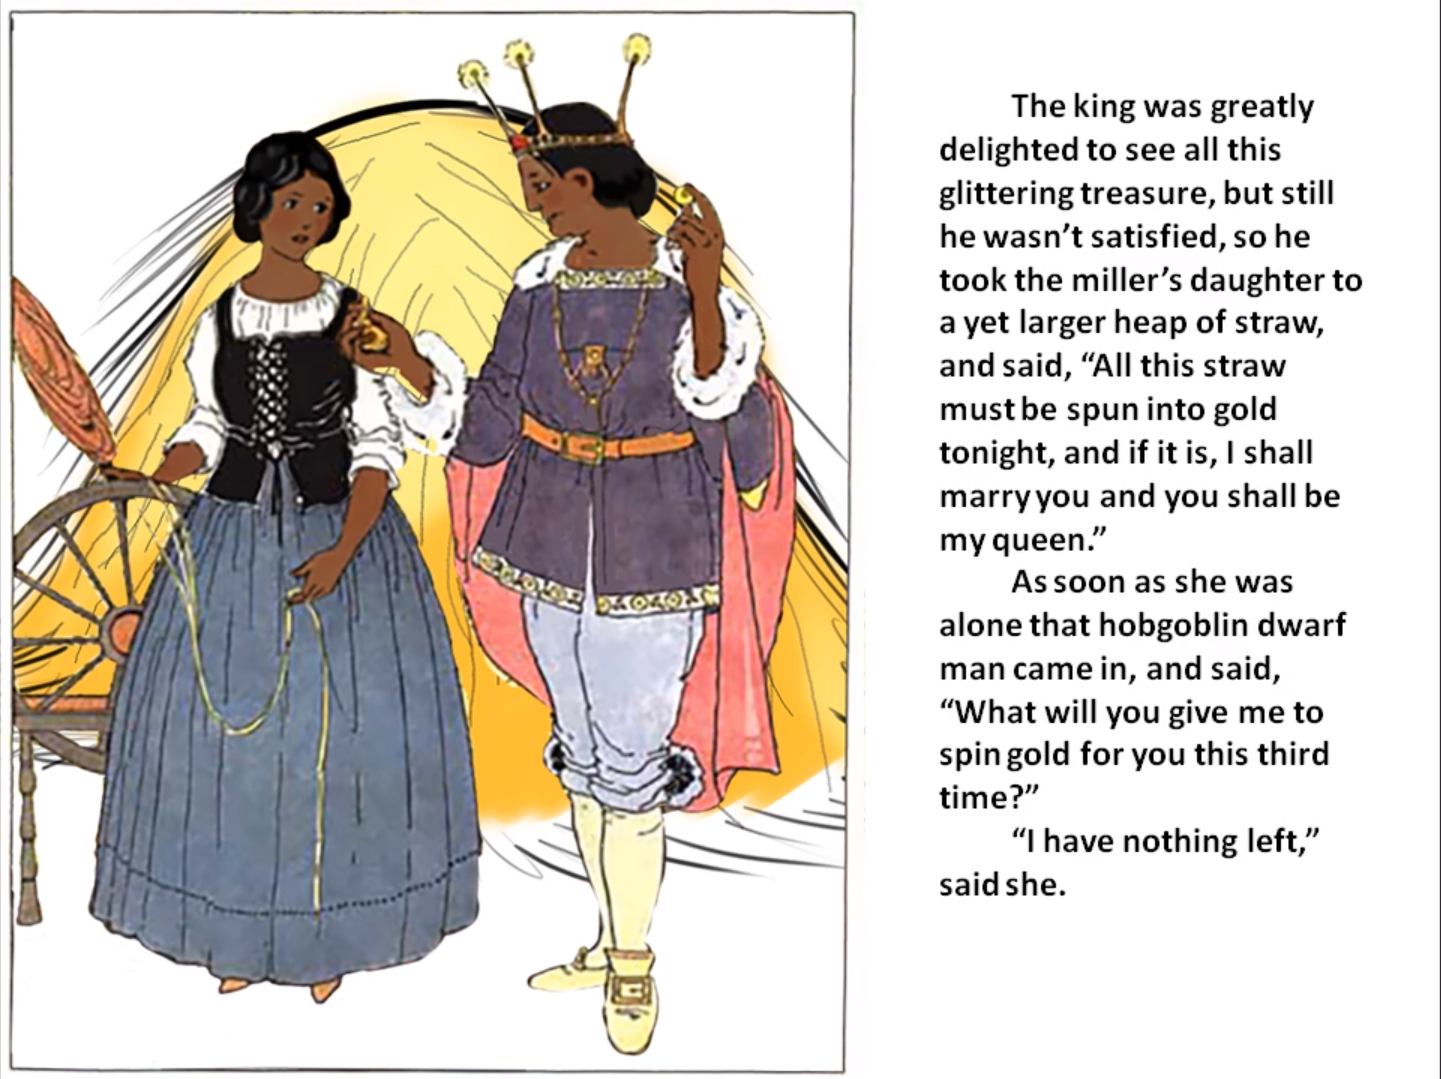 The king was greatly
delighted to see all this
glittering treasure, but still
he wasn’t satisfied, so he
took the miller’s daughter to
a yet larger heap of straw,
and said, “All this straw
must be spun into gold
tonight, and if it is, I shall
marry you and you shall be
my queen.”
As soon as she was
alone that hobgoblin dwarf
man came in, and said,
“What will you give me to
spin gold for you this third
time?”
“I have nothing left,”
said she.